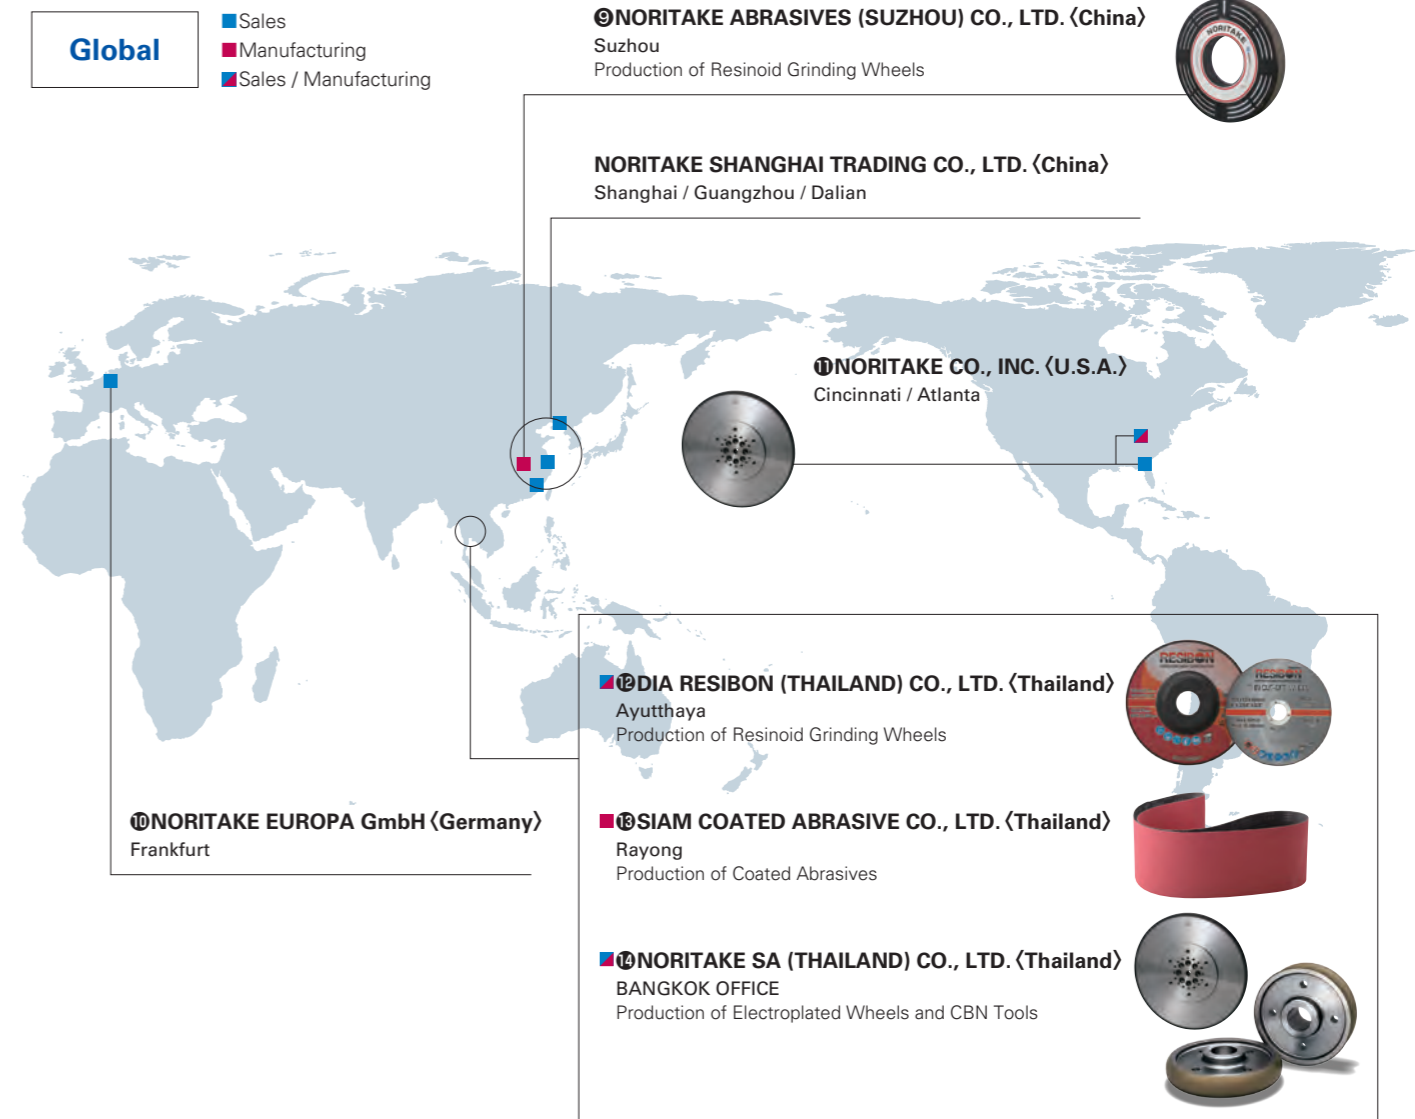 Global
Sales
Manufacturing
Sales / Manufacturing
❾NORITAKE ABRASIVES (SUZHOU) CO., LTD.〈China〉
Suzhou
Production of Resinoid Grinding Wheels
NORITAKE
NORITAKE SHANGHAI TRADING CO., LTD.〈China〉
Shanghai / Guangzhou / Dalian
⓫NORITAKE CO., INC.〈U.S.A.〉
Cincinnati / Atlanta
⓬DIA RESIBON (THAILAND) CO., LTD.〈Thailand〉
Ayutthaya
Production of Resinoid Grinding Wheels
RESIBON
RESIBON
❿NORITAKE EUROPA GmbH〈Germany〉
Frankfurt
⓭SIAM COATED ABRASIVE CO., LTD.〈Thailand〉
Rayong
Production of Coated Abrasives
⓮NORITAKE SA (THAILAND) CO., LTD.〈Thailand〉
BANGKOK OFFICE
Production of Electroplated Wheels and CBN Tools